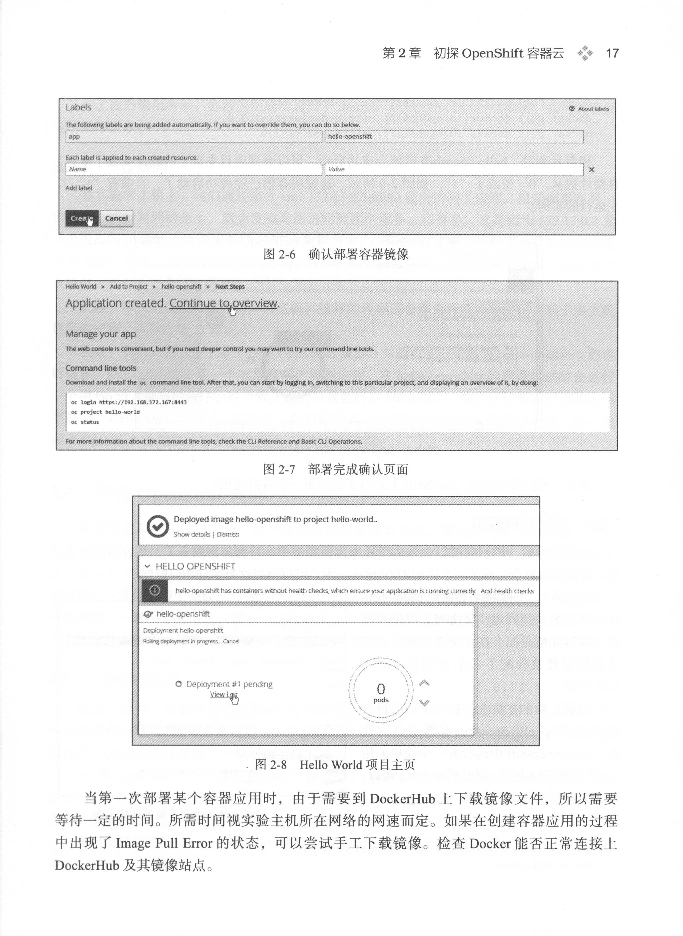 第 2 章 初探 OpenShift 容器云 17
Labels
About labels
The following labels are being added automatically. If you want to override them, you can do so below.
app hello-openshift
Each label is applied to each created resource.
Name Value ×
Add label
Create Cancel
图 2-6 确认部署容器镜像
Hello World » Add to Project » hello-openshift » Next Steps
Application created. Continue to overview.
Manage your app
The web console is convenient, but if you need deeper control you may want to try our command line tools.
Command line tools
Download and install the oc command line tool. After that, you can start by logging in, switching to this particular project, and displaying an overview of it, by doing:
oc login https://192.168.172.167:8443
oc project hello-world
oc status
For more information about the command line tools, check the CLI Reference and Basic CLI Operations.
图 2-7 部署完成确认页面
Deployed image hello-openshift to project hello-world..
Show details | Dismiss
HELLO OPENSHIFT
hello-openshift has containers without health checks, which ensure your application is running correctly. Add health checks
hello-openshift
Deployment hello-openshift
Rolling deployment in progress... Cancel
Deployment #1 pending
View Log
0
pods
图 2-8 Hello World 项目主页
当第一次部署某个容器应用时，由于需要到 DockerHub 上下载镜像文件，所以需要
等待一定的时间。所需时间视实验主机所在网络的网速而定。如果在创建容器应用的过程
中出现了 Image Pull Error 的状态，可以尝试手工下载镜像。检查 Docker 能否正常连接上
DockerHub 及其镜像站点。